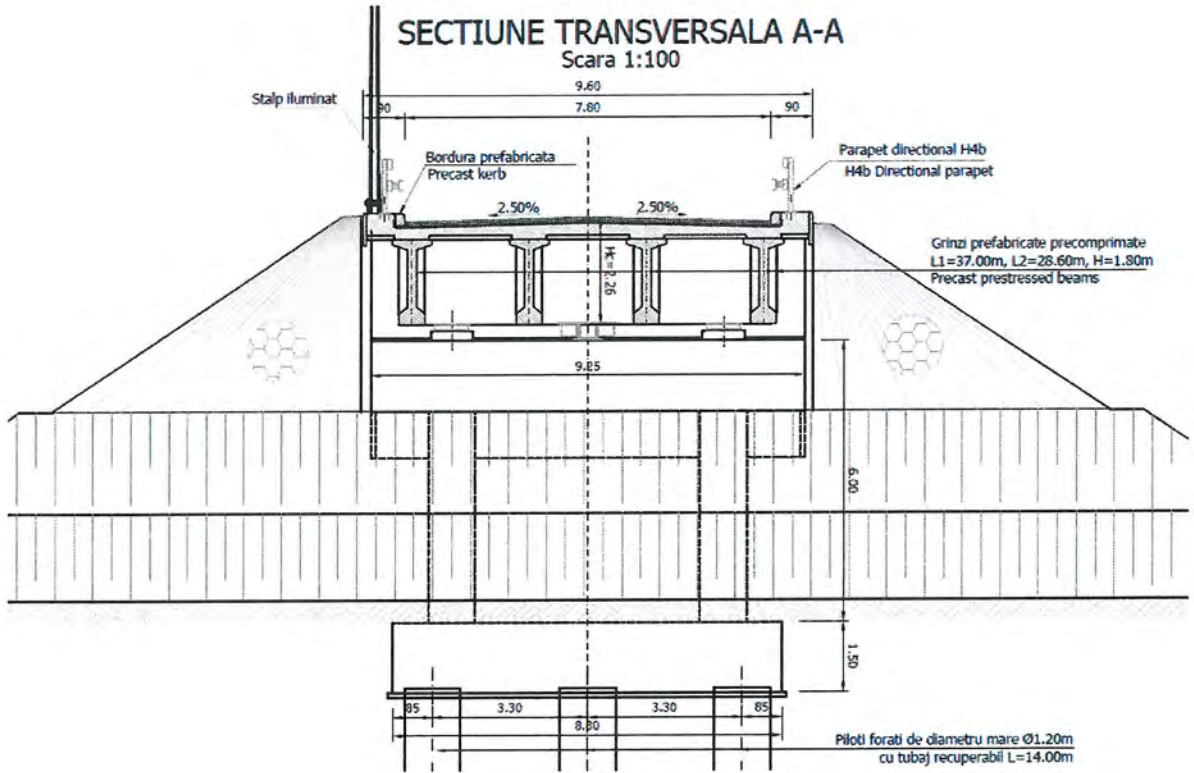 SECTIUNE TRANSVERSALA A-A
Scara 1:100
9.60
Stalp iluminat
90
7.80
90
Bordura prefabricata
Precast kerb
Parapet directional H4b
H4b Directional parapet
2.50%
2.50%
Grinzi prefabricate precomprimate
L1=37.00m, L2=28.60m, H=1.80m
Precast prestressed beams
Hc=2.26
9.25
6.00
1.50
85
3.30
3.30
85
8.30
Piloti forati de diametru mare Ø1.20m
cu tubaj recuperabil L=14.00m